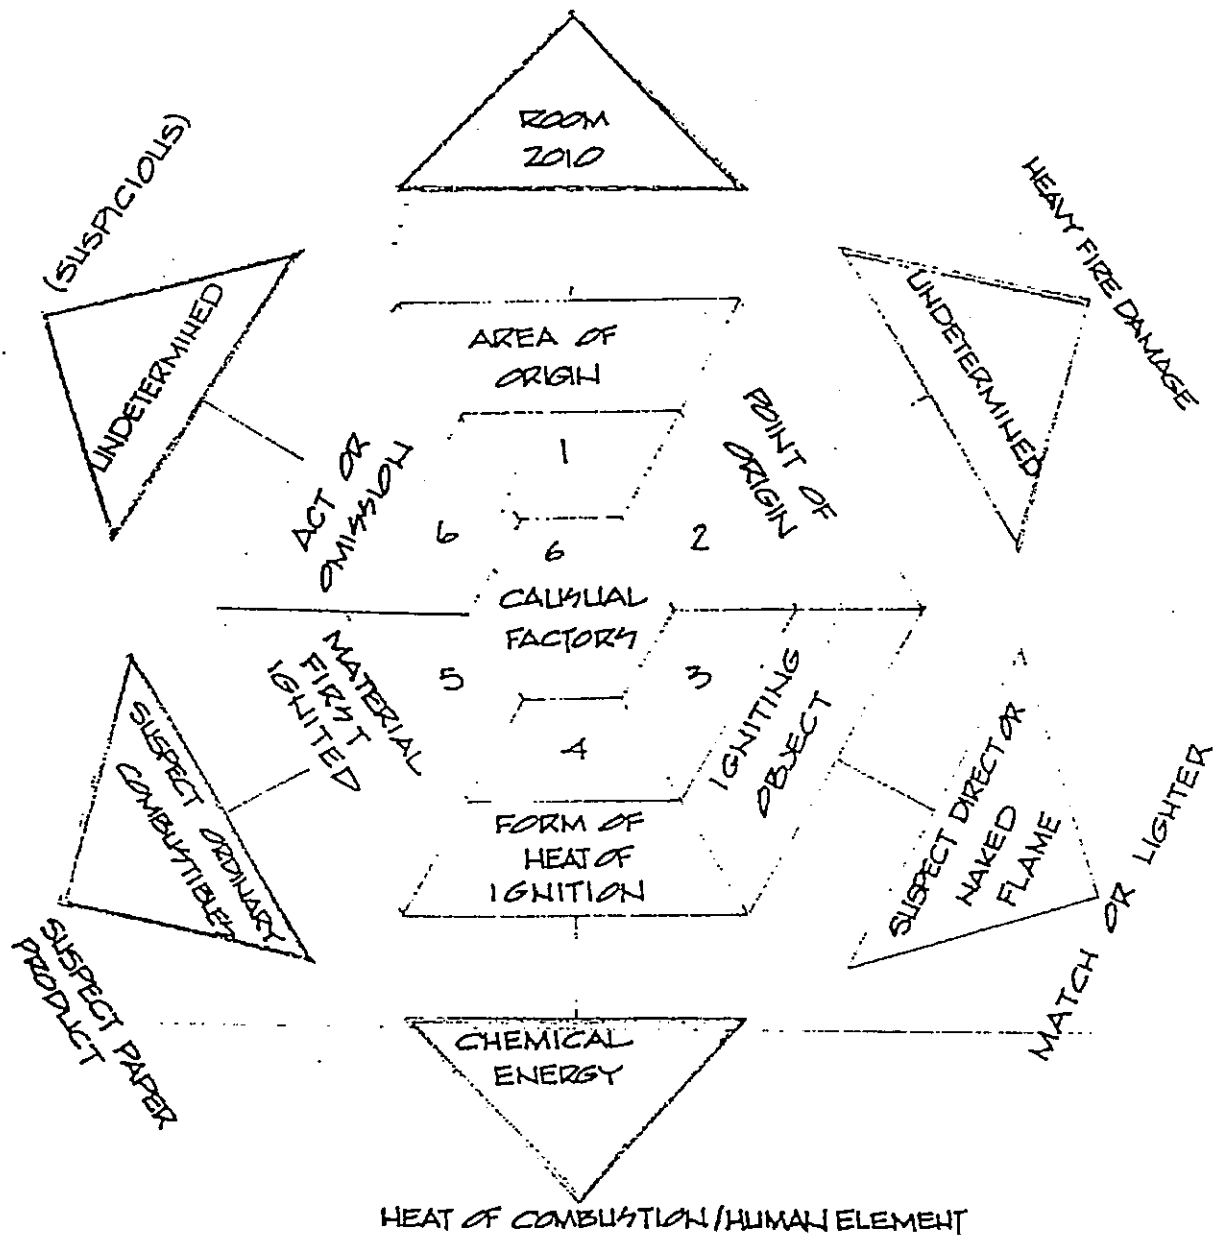 ROOM
2010
(SUSPICIOUS)
UNDETERMINED
HEAVY FIRE DAMAGE
UNDETERMINED
AREA OF
ORIGIN
1
POINT OF
ORIGIN
2
ACT OR
OMISSION
6
6
CAUSUAL
FACTORS
MATERIAL
FIRST
IGNITED
5
3
IGNITING
OBJECT
4
FORM OF
HEAT OF
IGNITION
SUSPECT ORDINARY
COMBUSTIBLES
SUSPECT PAPER
PRODUCT
SUSPECT DIRECT OR
NAKED
FLAME
MATCH OR LIGHTER
CHEMICAL
ENERGY
HEAT OF COMBUSTION/HUMAN ELEMENT